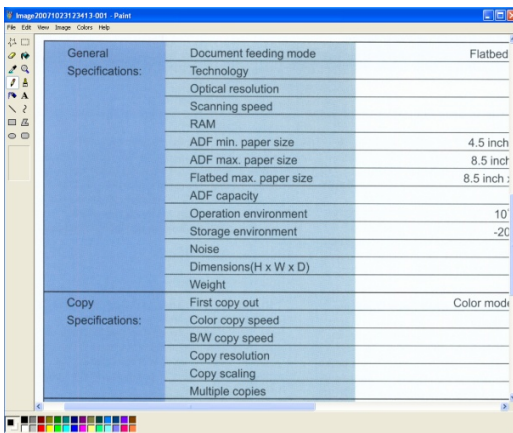 Image20071023123413-001 - Paint
File Edit View Image Colors Help
General Document feeding mode Flatbed
Specifications: Technology
Optical resolution
Scanning speed
RAM
ADF min. paper size 4.5 inch
ADF max. paper size 8.5 inch
Flatbed max. paper size 8.5 inch
ADF capacity
Operation environment 10
Storage environment -20
Noise
Dimensions(H x W x D)
Weight
Copy First copy out Color mode
Specifications: Color copy speed
B/W copy speed
Copy resolution
Copy scaling
Multiple copies